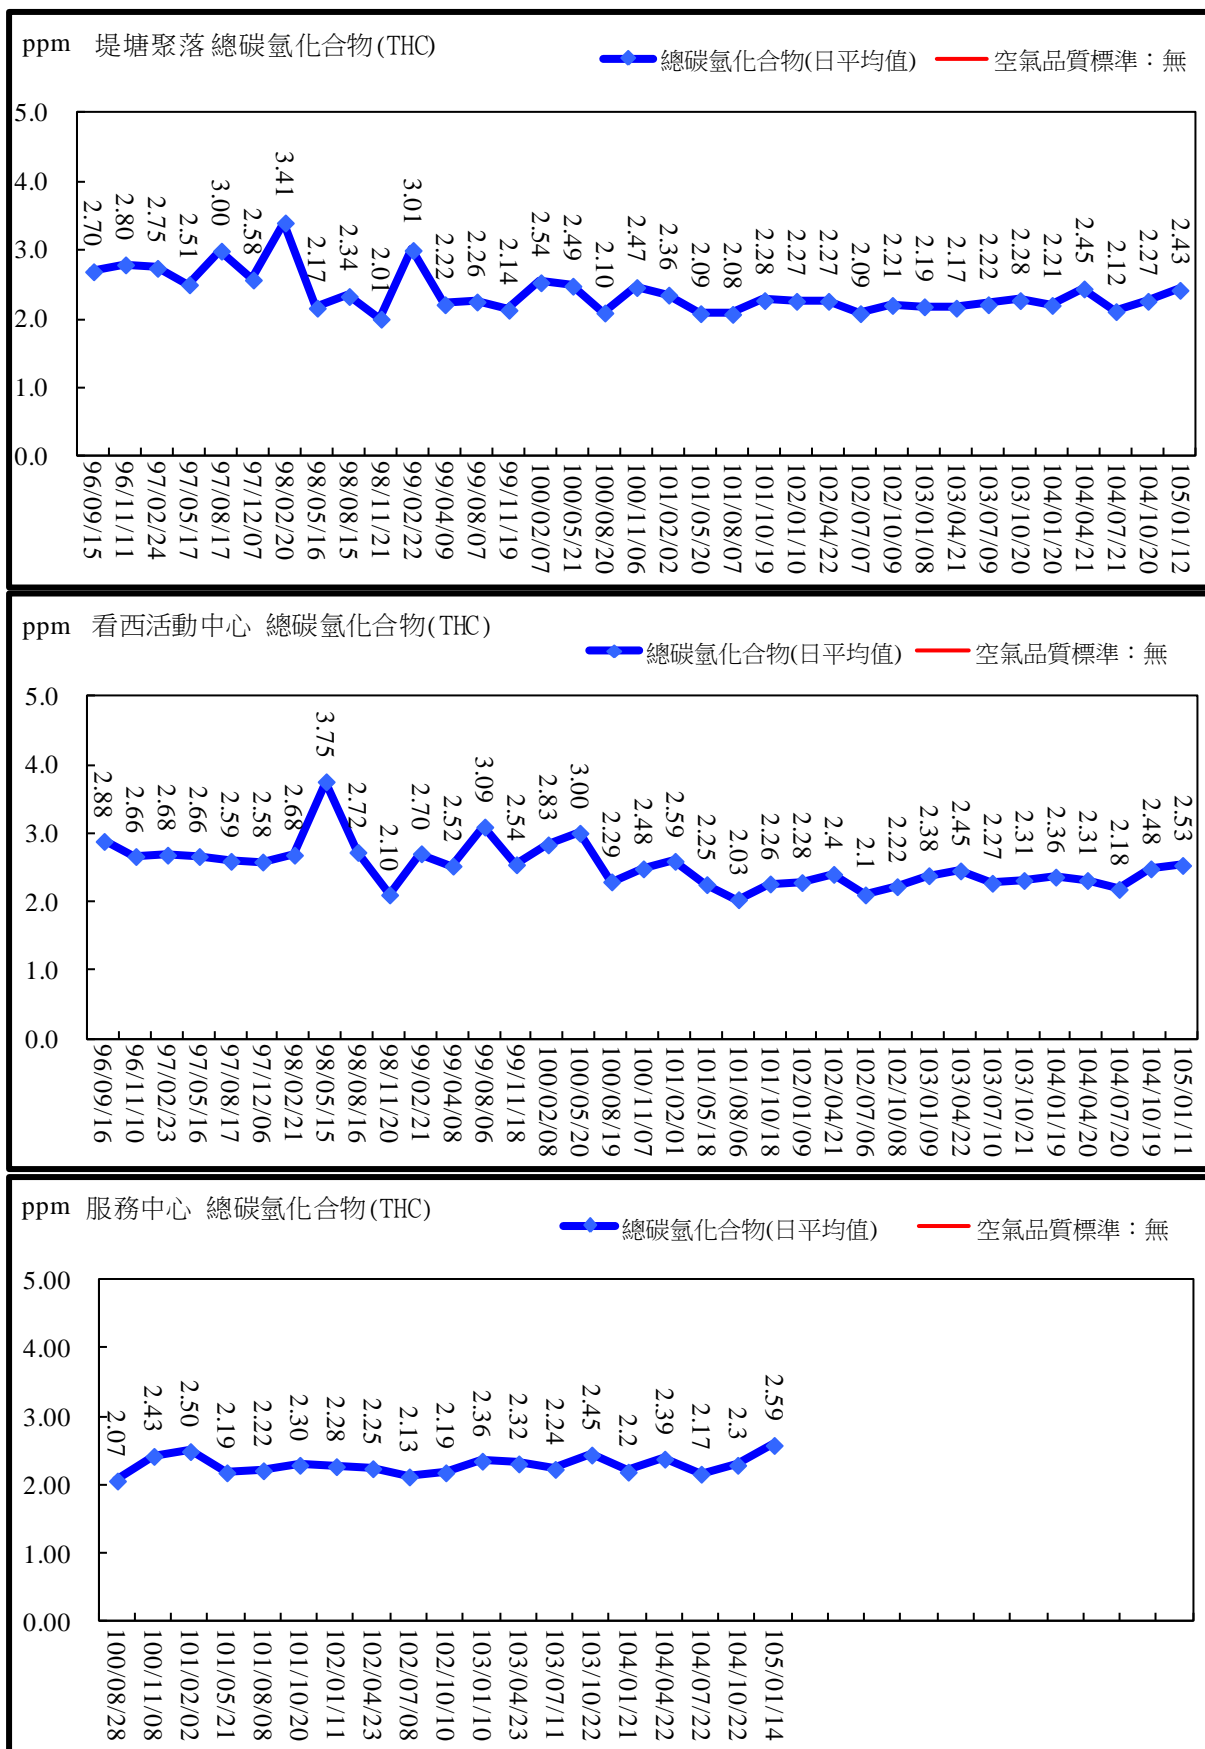 ppm 堤塘聚落 總碳氫化合物(THC)
總碳氫化合物(日平均值) 空氣品質標準：無
5.0
4.0
3.0
2.0
1.0
0.0
2.70 2.80 2.75 2.51 3.00 2.58 3.41 2.17 2.34 2.01 3.01 2.22 2.26 2.14 2.54 2.49 2.10 2.47 2.36 2.09 2.08 2.28 2.27 2.27 2.09 2.21 2.19 2.17 2.22 2.28 2.21 2.45 2.12 2.27 2.43
96/09/15 96/11/11 97/02/24 97/05/17 97/08/17 97/12/07 98/02/20 98/05/16 98/08/15 98/11/21 99/02/22 99/04/09 99/08/07 99/11/19 100/02/07 100/05/21 100/08/20 100/11/06 101/02/02 101/05/20 101/08/07 101/10/19 102/01/10 102/04/22 102/07/07 102/10/09 103/01/08 103/04/21 103/07/09 103/10/20 104/01/20 104/04/21 104/07/21 104/10/20 105/01/12
ppm 看西活動中心 總碳氫化合物(THC)
總碳氫化合物(日平均值) 空氣品質標準：無
5.0
4.0
3.0
2.0
1.0
0.0
2.88 2.66 2.68 2.66 2.59 2.58 2.68 3.75 2.72 2.10 2.70 2.52 3.09 2.54 2.83 3.00 2.29 2.48 2.59 2.25 2.03 2.26 2.28 2.4 2.1 2.22 2.38 2.45 2.27 2.31 2.36 2.31 2.18 2.48 2.53
96/09/16 96/11/10 97/02/23 97/05/16 97/08/17 97/12/06 98/02/21 98/05/15 98/08/16 98/11/20 99/02/21 99/04/08 99/08/06 99/11/18 100/02/08 100/05/20 100/08/19 100/11/07 101/02/01 101/05/18 101/08/06 101/10/18 102/01/09 102/04/21 102/07/06 102/10/08 103/01/09 103/04/22 103/07/10 103/10/21 104/01/19 104/04/20 104/07/20 104/10/19 105/01/11
ppm 服務中心 總碳氫化合物(THC)
總碳氫化合物(日平均值) 空氣品質標準：無
5.00
4.00
3.00
2.00
1.00
0.00
2.07 2.43 2.50 2.19 2.22 2.30 2.28 2.25 2.13 2.19 2.36 2.32 2.24 2.45 2.2 2.39 2.17 2.3 2.59
100/08/28 100/11/08 101/02/02 101/05/21 101/08/08 101/10/20 102/01/11 102/04/23 102/07/08 102/10/10 103/01/10 103/04/23 103/07/11 103/10/22 104/01/21 104/04/22 104/07/22 104/10/22 105/01/14